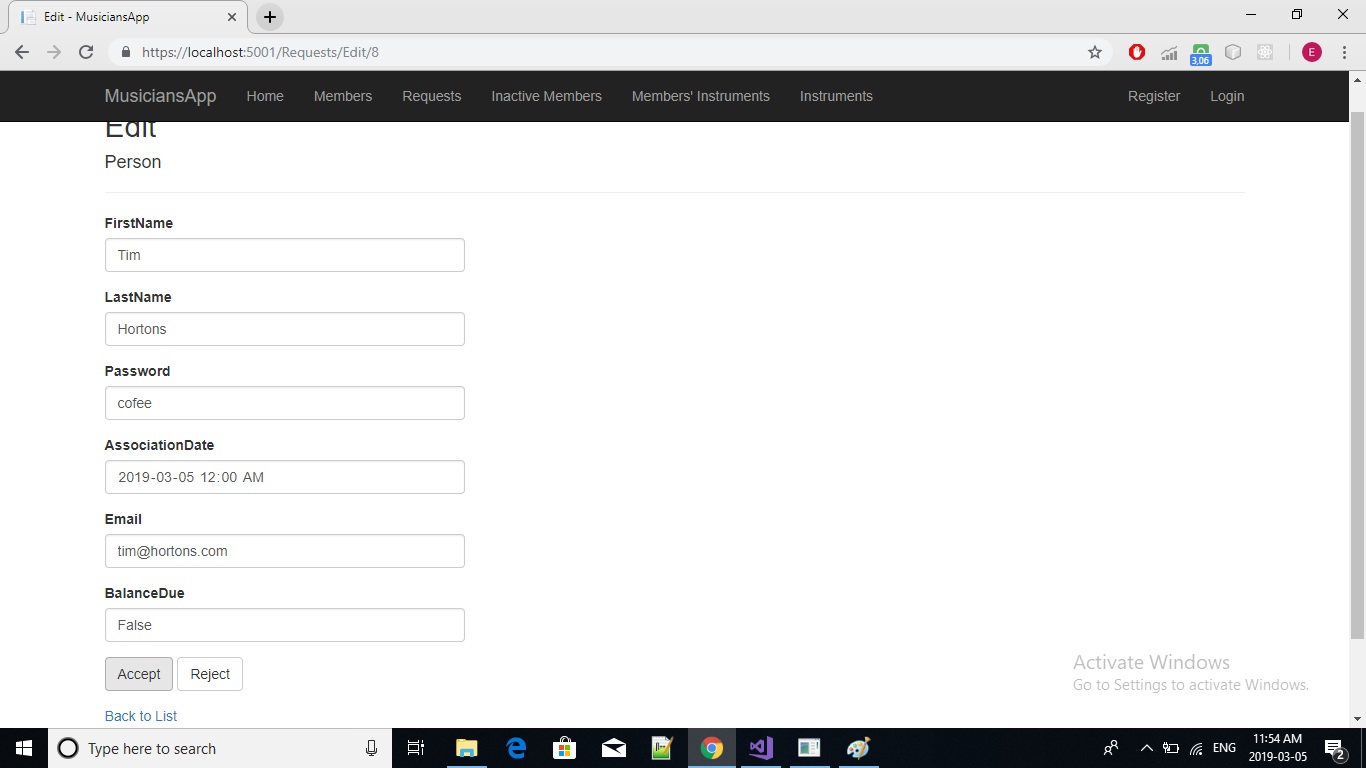 Edit - MusiciansApp
https://localhost:5001/Requests/Edit/8
3.06
E
MusiciansApp Home Members Requests Inactive Members Members' Instruments Instruments Register Login
Edit
Person
FirstName
Tim
LastName
Hortons
Password
cofee
AssociationDate
2019-03-05 12:00 AM
Email
tim@hortons.com
BalanceDue
False
Accept Reject
Back to List
Activate Windows
Go to Settings to activate Windows.
Type here to search
ENG
11:54 AM
2019-03-05
2